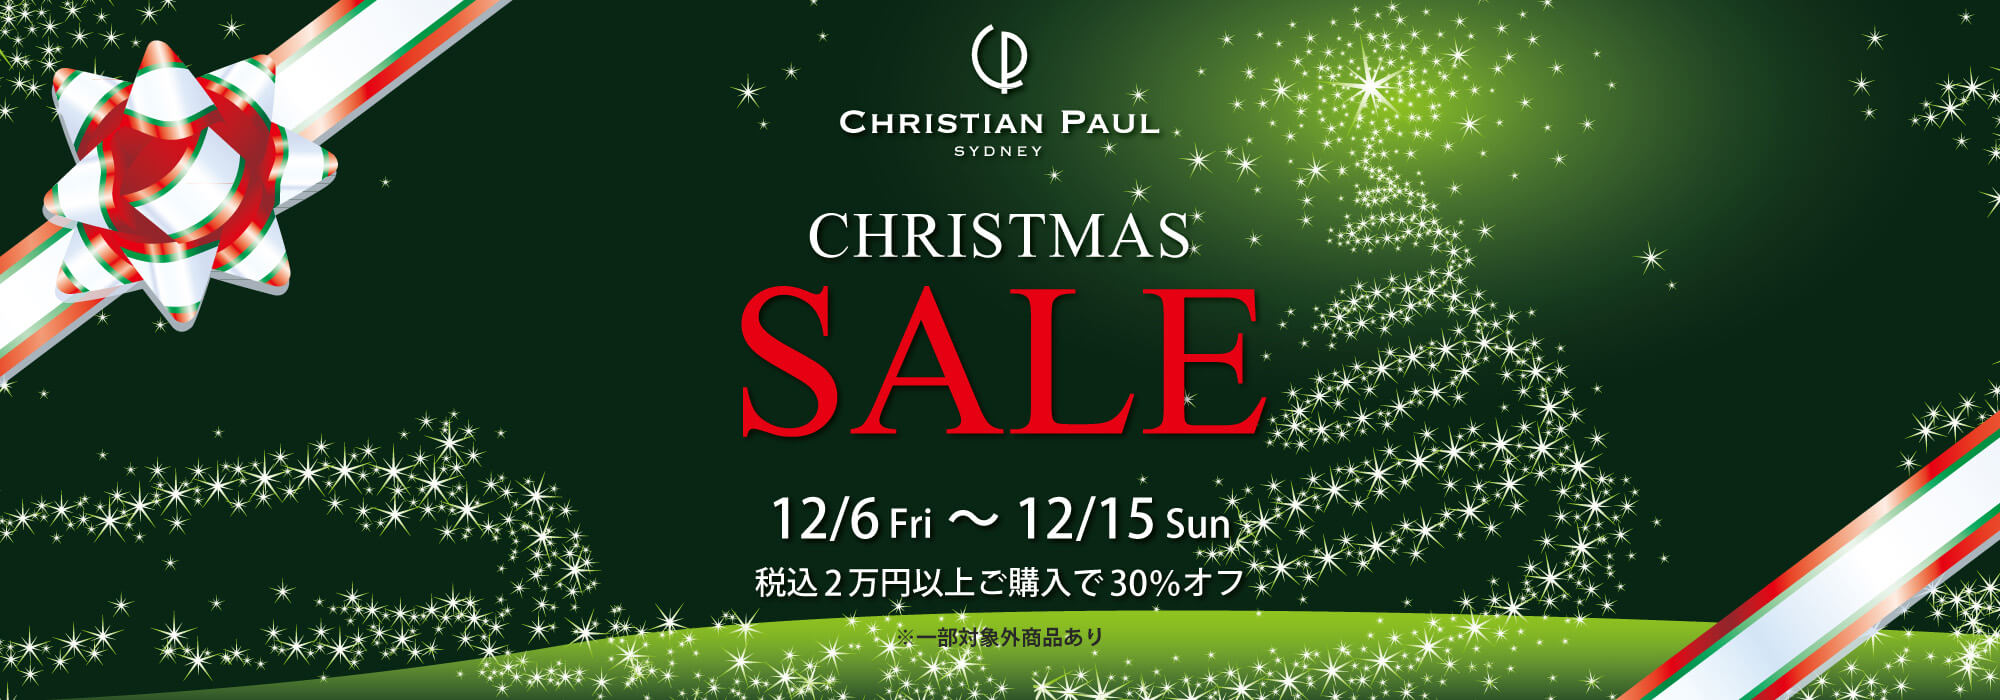 CHRISTIAN PAUL
SYDNEY
CHRISTMAS
SALE
12/6 Fri 〜 12/15 Sun
税込2万円以上ご購入で30%オフ
※一部対象外商品あり